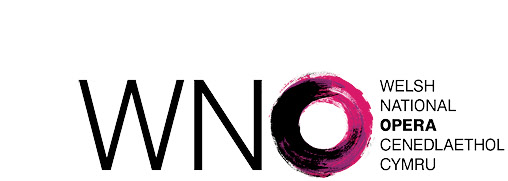 WNO
WELSH
NATIONAL
OPERA
CENEDLAETHOL
CYMRU